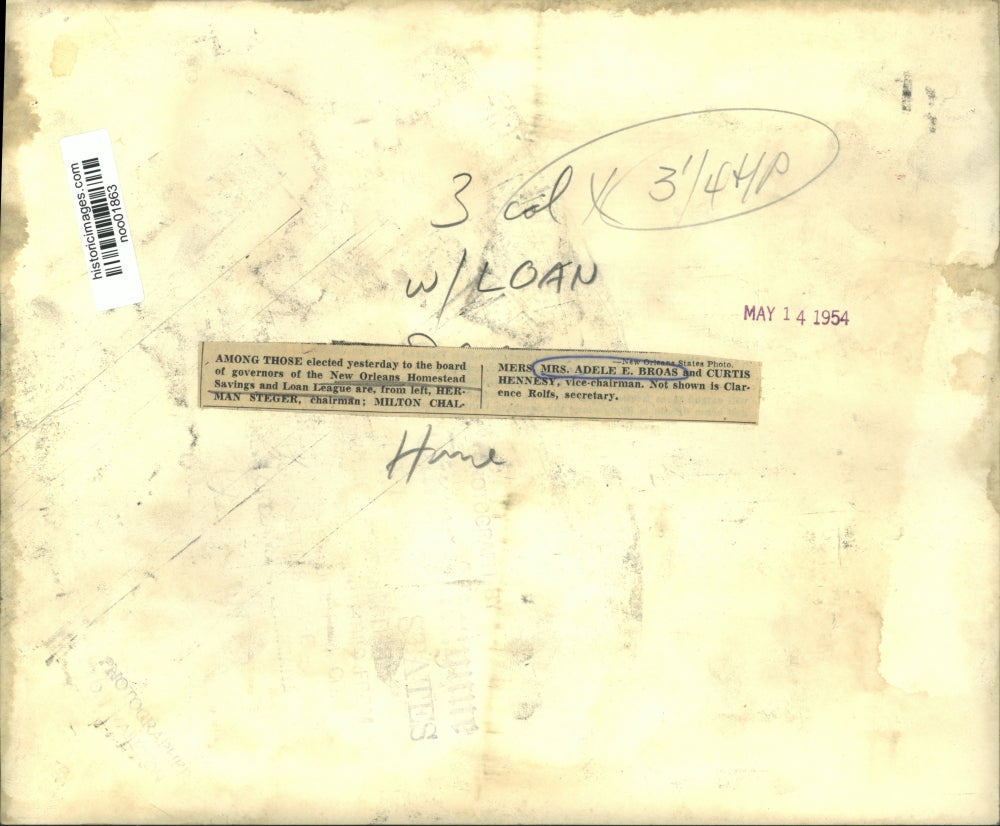 historicimages.com
noo01863
3 col X 3 1/4 H/P
W/ LOAN
MAY 14 1954
AMONG THOSE elected yesterday to the board
of governors of the New Orleans Homestead
Savings and Loan League are, from left, HER-
MAN STEGER, chairman; MILTON CHAL-
—New Orleans States Photo.
MERS, MRS. ADELE E. BROAS and CURTIS
HENNESY, vice-chairman. Not shown is Clar-
ence Rolfs, secretary.
STATES